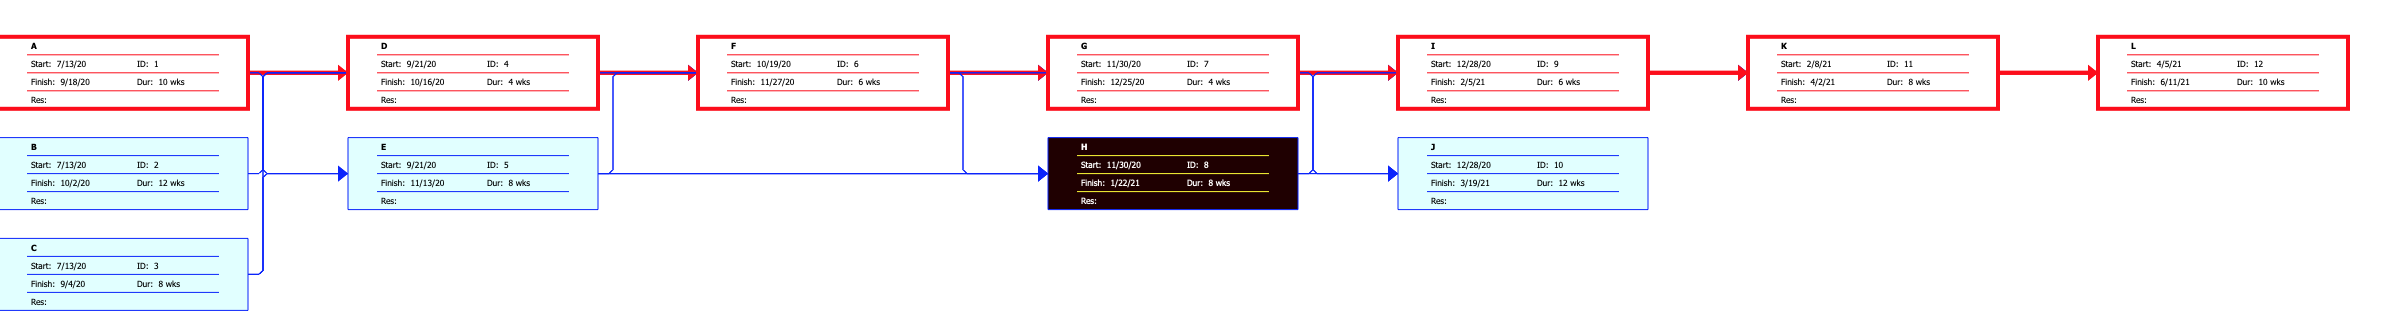 A
Start: 7/13/20 ID: 1
Finish: 9/18/20 Dur: 10 wks
Res:
D
Start: 9/21/20 ID: 4
Finish: 10/16/20 Dur: 4 wks
Res:
F
Start: 10/19/20 ID: 6
Finish: 11/27/20 Dur: 6 wks
Res:
G
Start: 11/30/20 ID: 7
Finish: 12/25/20 Dur: 4 wks
Res:
I
Start: 12/28/20 ID: 9
Finish: 2/5/21 Dur: 6 wks
Res:
K
Start: 2/8/21 ID: 11
Finish: 4/2/21 Dur: 8 wks
Res:
L
Start: 4/5/21 ID: 12
Finish: 6/11/21 Dur: 10 wks
Res:
B
Start: 7/13/20 ID: 2
Finish: 10/2/20 Dur: 12 wks
Res:
E
Start: 9/21/20 ID: 5
Finish: 11/13/20 Dur: 8 wks
Res:
H
Start: 11/30/20 ID: 8
Finish: 1/22/21 Dur: 8 wks
Res:
J
Start: 12/28/20 ID: 10
Finish: 3/19/21 Dur: 12 wks
Res:
C
Start: 7/13/20 ID: 3
Finish: 9/4/20 Dur: 8 wks
Res: